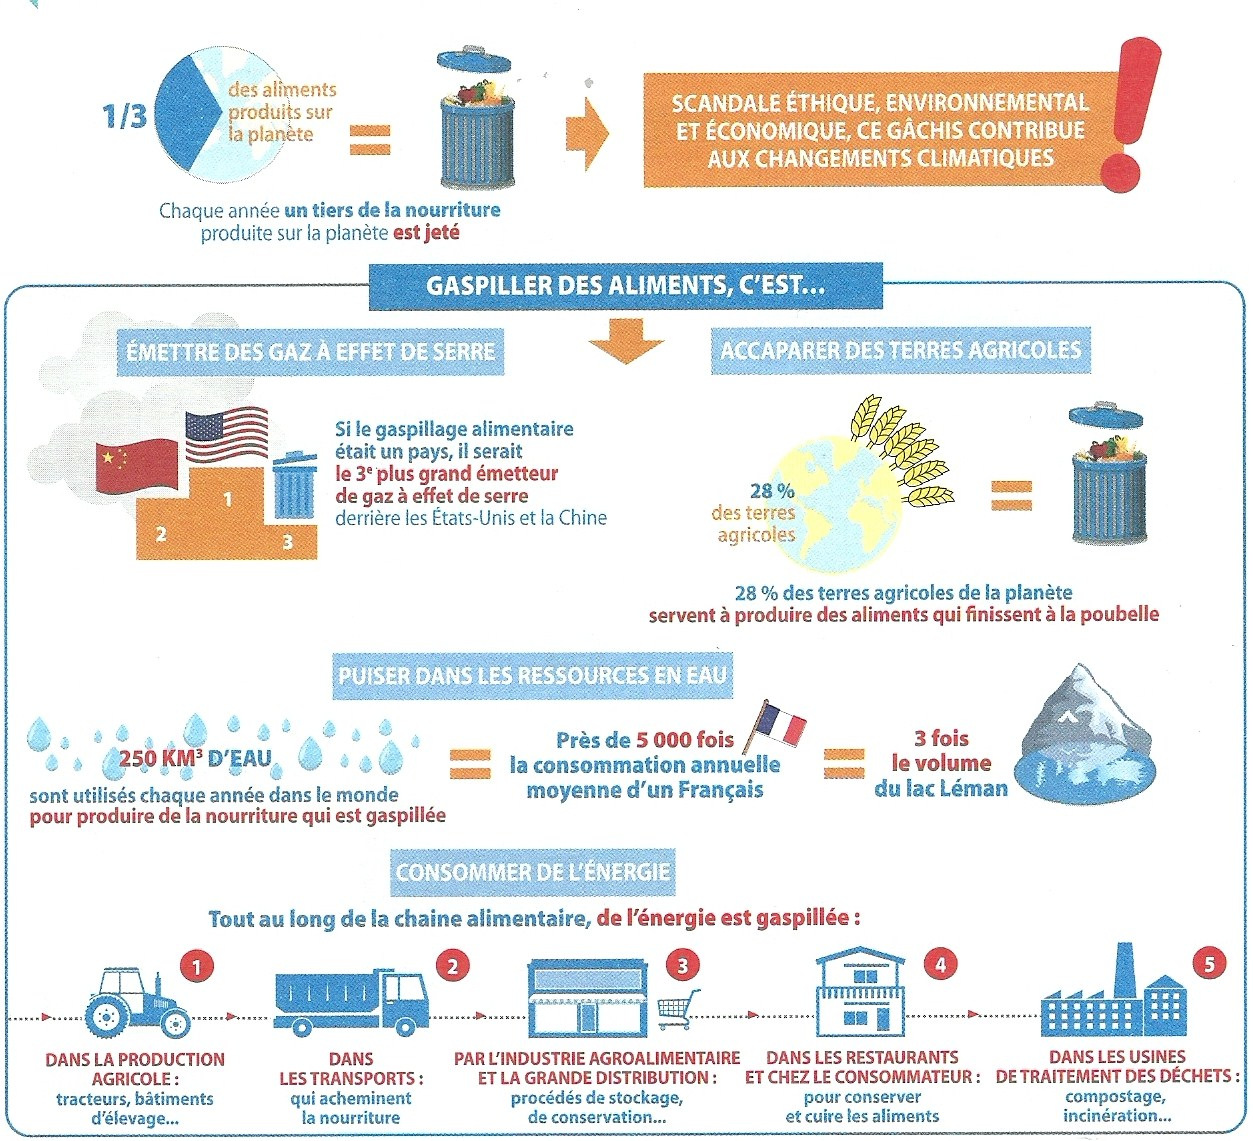 1/3
des aliments
produits sur
la planète
Chaque année un tiers de la nourriture
produite sur la planète est jeté
SCANDALE ÉTHIQUE, ENVIRONNEMENTAL
ET ÉCONOMIQUE, CE GÂCHIS CONTRIBUE
AUX CHANGEMENTS CLIMATIQUES
GASPILLER DES ALIMENTS, C'EST...
ÉMETTRE DES GAZ À EFFET DE SERRE
1
2
3
Si le gaspillage alimentaire
était un pays, il serait
le 3e plus grand émetteur
de gaz à effet de serre
derrière les États-Unis et la Chine
ACCAPARER DES TERRES AGRICOLES
28 %
des terres
agricoles
28 % des terres agricoles de la planète
servent à produire des aliments qui finissent à la poubelle
PUISER DANS LES RESSOURCES EN EAU
250 KM³ D'EAU
sont utilisés chaque année dans le monde
pour produire de la nourriture qui est gaspillée
Près de 5 000 fois
la consommation annuelle
moyenne d'un Français
3 fois
le volume
du lac Léman
CONSOMMER DE L'ÉNERGIE
Tout au long de la chaine alimentaire, de l'énergie est gaspillée :
1
DANS LA PRODUCTION
AGRICOLE :
tracteurs, bâtiments
d'élevage...
2
DANS
LES TRANSPORTS :
qui acheminent
la nourriture
3
PAR L'INDUSTRIE AGROALIMENTAIRE
ET LA GRANDE DISTRIBUTION :
procédés de stockage,
de conservation...
4
DANS LES RESTAURANTS
ET CHEZ LE CONSOMMATEUR :
pour conserver
et cuire les aliments
5
DANS LES USINES
DE TRAITEMENT DES DÉCHETS :
compostage,
incinération...